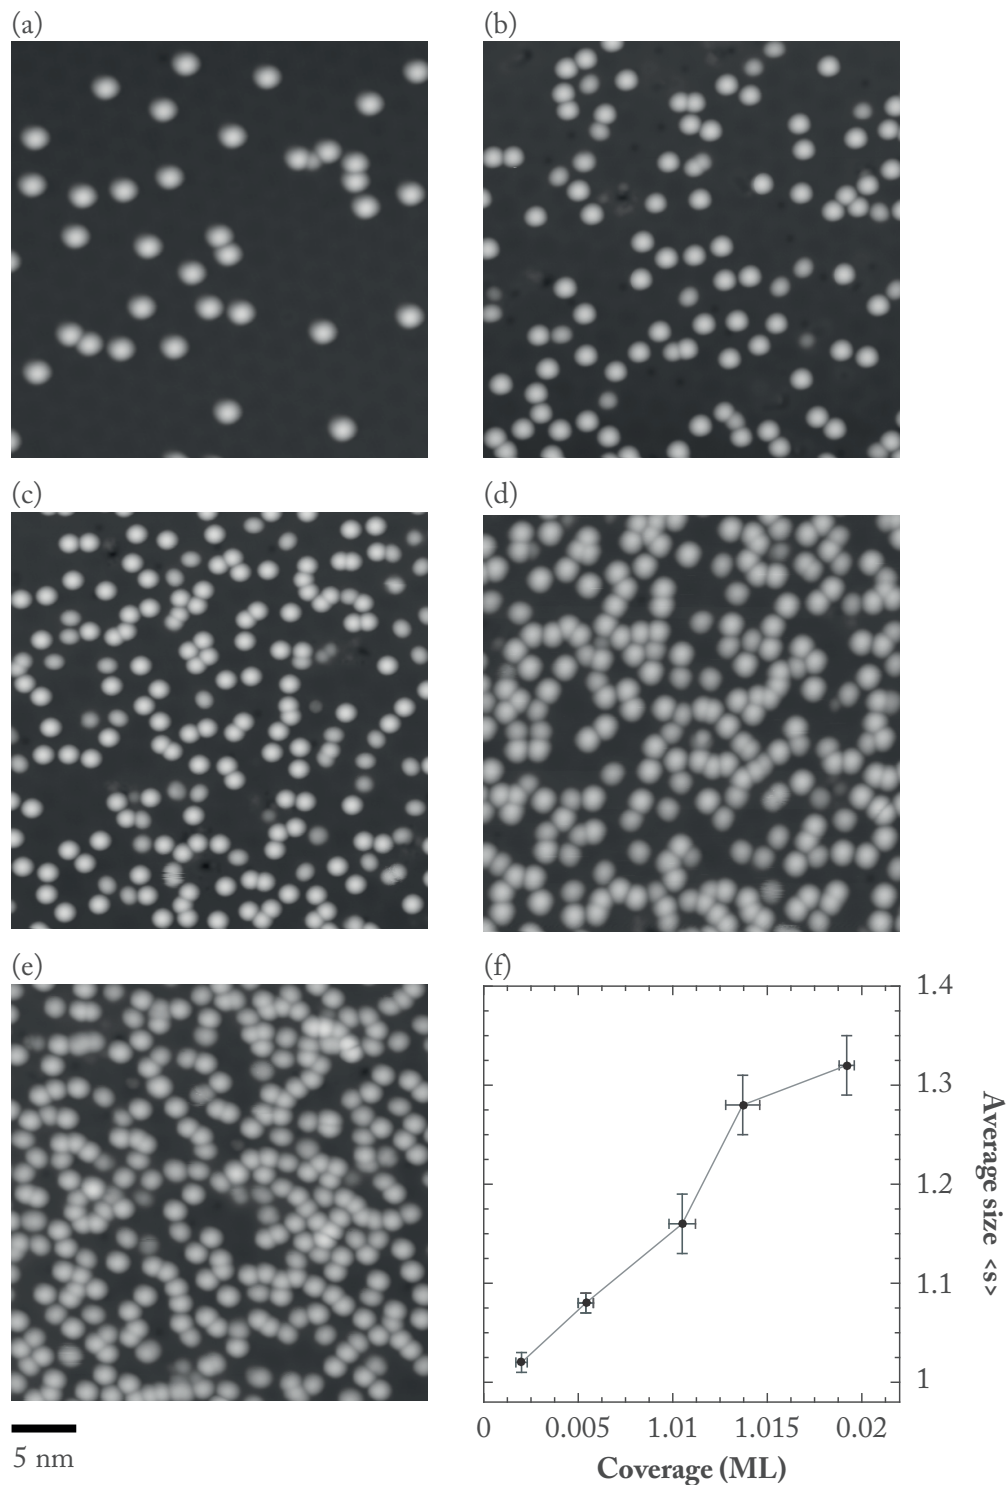 (a)
(b)
(c)
(d)
(e)
(f)
1.4
1.3
1.2
1.1
1
Average size <s>
0 0.005 1.01 1.015 0.02
Coverage (ML)
5 nm